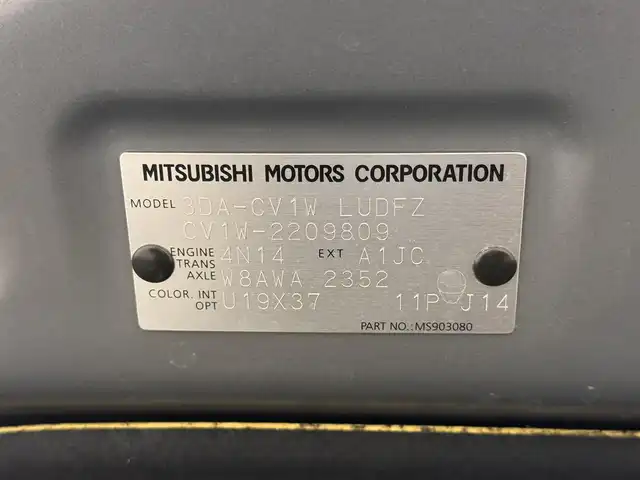 MITSUBISHI MOTORS CORPORATION
MODEL 3DA-CV1W LUDFZ
CV1W-2209809
ENGINE 4N14 EXT A1JC
TRANS AXLE W8AWA 2352
COLOR. INT OPT U19X37 11P J14
PART NO.:MS903080